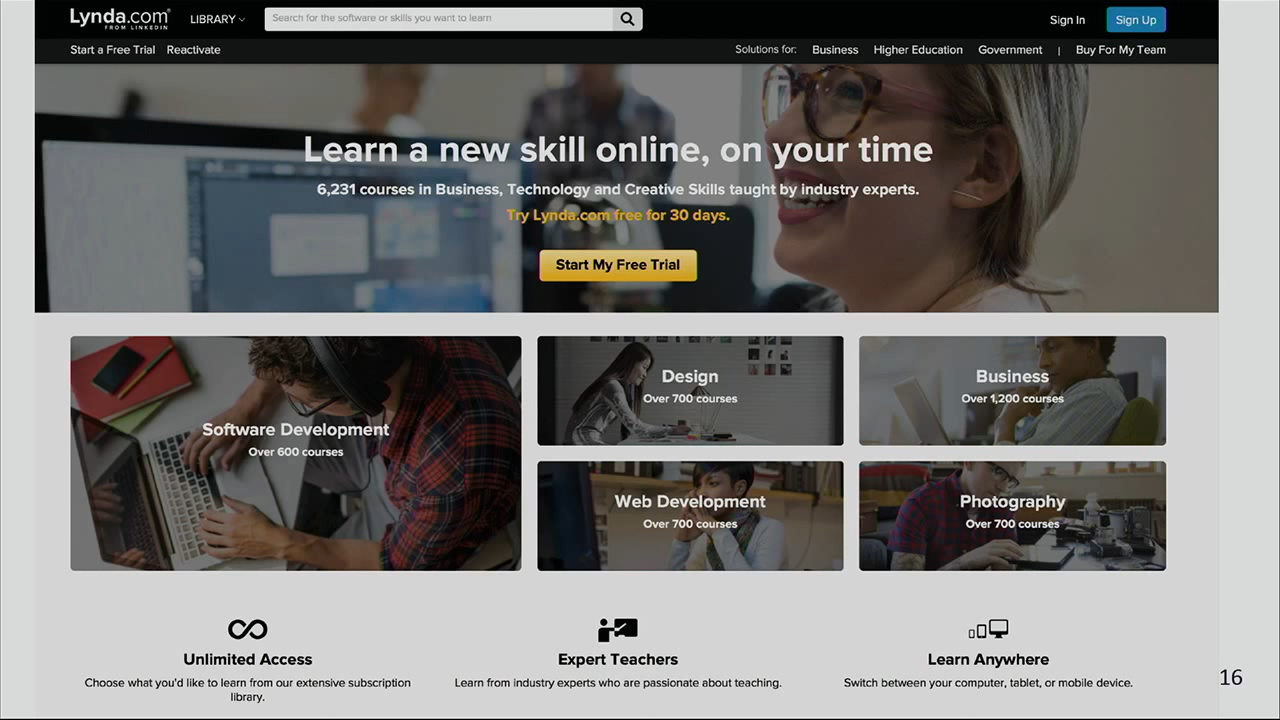 Lynda.com
FROM LINKEDIN
LIBRARY
Search for the software or skills you want to learn
Sign In
Sign Up
Start a Free Trial
Reactivate
Solutions for:
Business
Higher Education
Government
|
Buy For My Team
Learn a new skill online, on your time
6,231 courses in Business, Technology and Creative Skills taught by industry experts.
Try Lynda.com free for 30 days.
Start My Free Trial
Software Development
Over 600 courses
Design
Over 700 courses
Business
Over 1,200 courses
Web Development
Over 700 courses
Photography
Over 700 courses
Unlimited Access
Choose what you'd like to learn from our extensive subscription
library.
Expert Teachers
Learn from industry experts who are passionate about teaching.
Learn Anywhere
Switch between your computer, tablet, or mobile device.
16